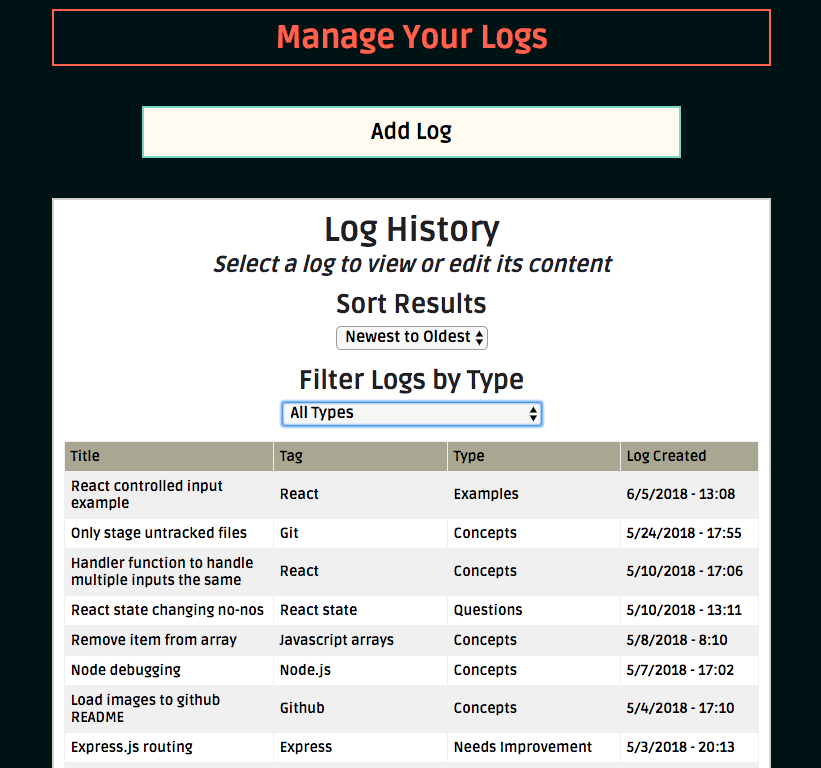 Manage Your Logs
Add Log
Log History
Select a log to view or edit its content
Sort Results
Newest to Oldest
Filter Logs by Type
All Types
Title Tag Type Log Created
React controlled input
example React Examples 6/5/2018 - 13:08
Only stage untracked files Git Concepts 5/24/2018 - 17:55
Handler function to handle
multiple inputs the same React Concepts 5/10/2018 - 17:06
React state changing no-nos React state Questions 5/10/2018 - 13:11
Remove item from array Javascript arrays Concepts 5/8/2018 - 8:10
Node debugging Node.js Concepts 5/7/2018 - 17:02
Load images to github
README Github Concepts 5/4/2018 - 17:10
Express.js routing Express Needs Improvement 5/3/2018 - 20:13